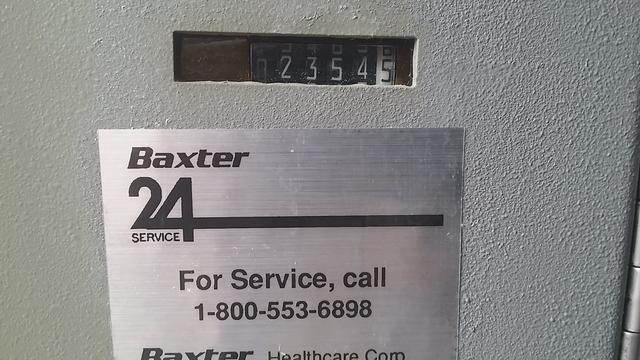 23545
Baxter
24
SERVICE
For Service, call
1-800-553-6898
Baxter Healthcare Corp